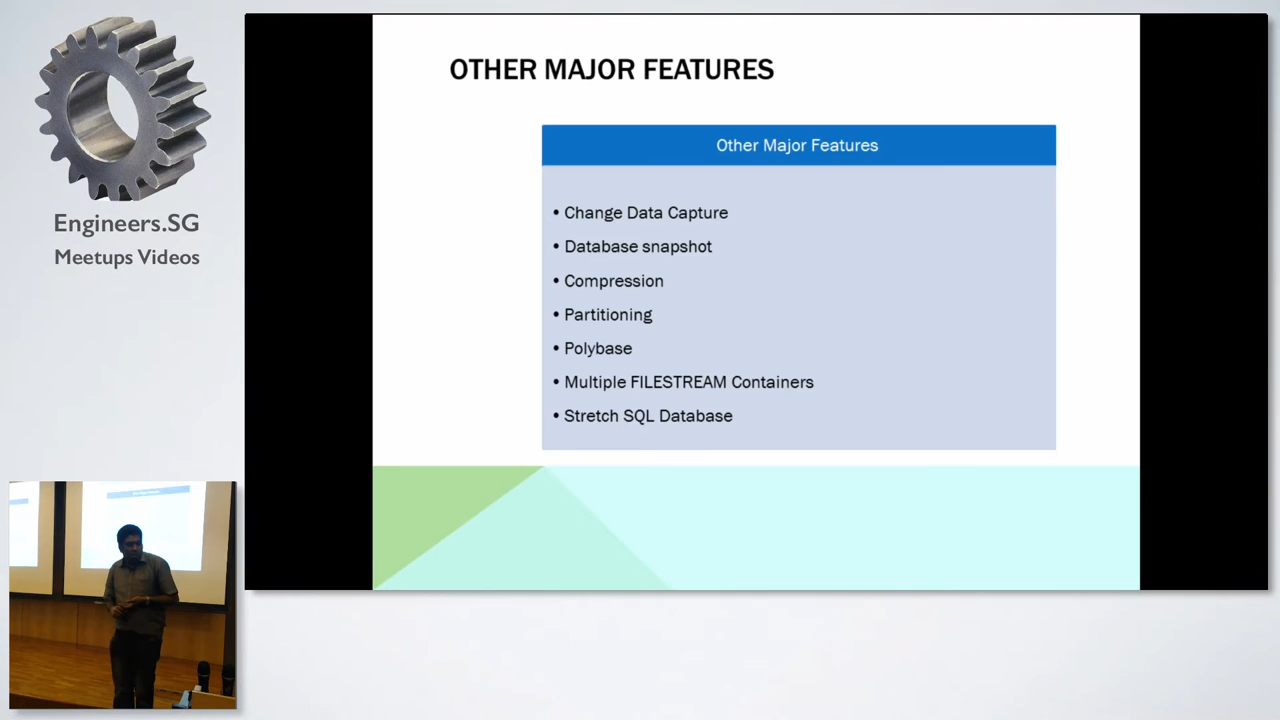 Engineers.SG
Meetups Videos
OTHER MAJOR FEATURES
Other Major Features
• Change Data Capture
• Database snapshot
• Compression
• Partitioning
• Polybase
• Multiple FILESTREAM Containers
• Stretch SQL Database